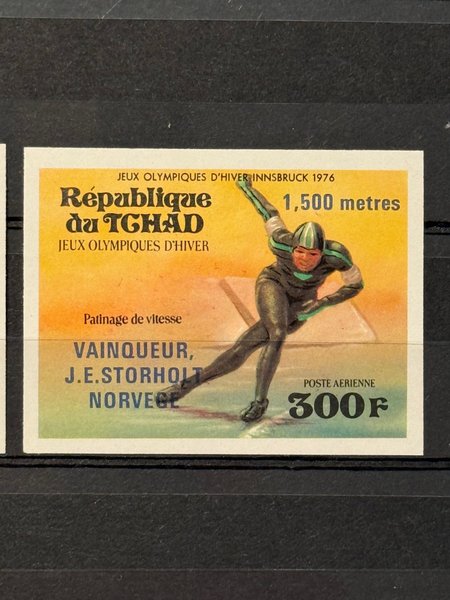 JEUX OLYMPIQUES D'HIVER INNSBRUCK 1976
République
du TCHAD
1,500 metres
JEUX OLYMPIQUES D'HIVER
Patinage de vitesse
VAINQUEUR,
J.E.STORHOLT
NORVEGE
POSTE AERIENNE
300F